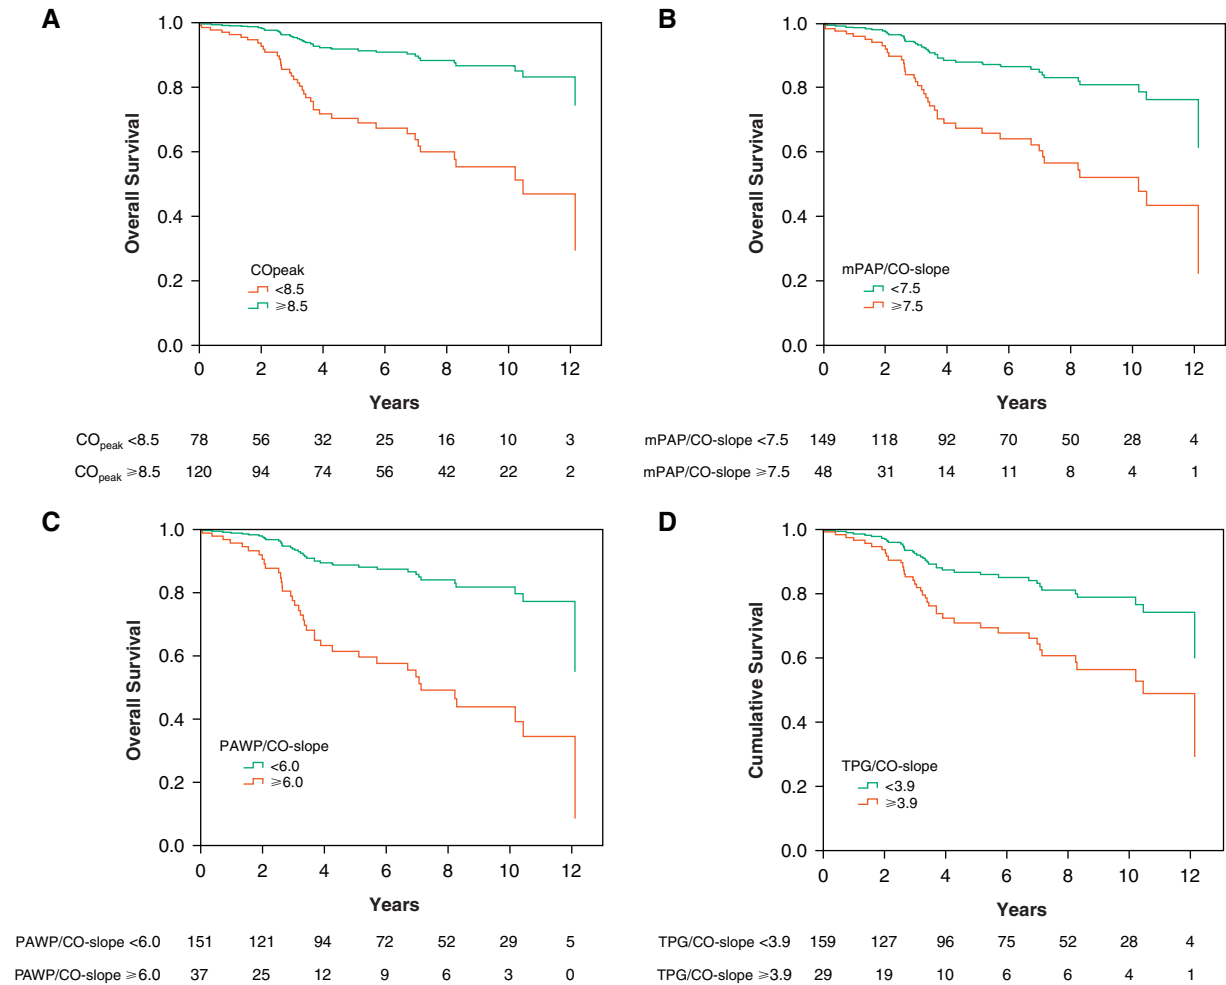 A
1.0
0.8
0.6
0.4
0.2
0.0
Overall Survival
COpeak
<8.5
⩾8.5
0 2 4 6 8 10 12
Years
COpeak <8.5 78 56 32 25 16 10 3
COpeak ⩾8.5 120 94 74 56 42 22 2
B
1.0
0.8
0.6
0.4
0.2
0.0
Overall Survival
mPAP/CO-slope
<7.5
⩾7.5
0 2 4 6 8 10 12
Years
mPAP/CO-slope <7.5 149 118 92 70 50 28 4
mPAP/CO-slope ⩾7.5 48 31 14 11 8 4 1
C
1.0
0.8
0.6
0.4
0.2
0.0
Overall Survival
PAWP/CO-slope
<6.0
⩾6.0
0 2 4 6 8 10 12
Years
PAWP/CO-slope <6.0 151 121 94 72 52 29 5
PAWP/CO-slope ⩾6.0 37 25 12 9 6 3 0
D
1.0
0.8
0.6
0.4
0.2
0.0
Cumulative Survival
TPG/CO-slope
<3.9
⩾3.9
0 2 4 6 8 10 12
Years
TPG/CO-slope <3.9 159 127 96 75 52 28 4
TPG/CO-slope ⩾3.9 29 19 10 6 6 4 1